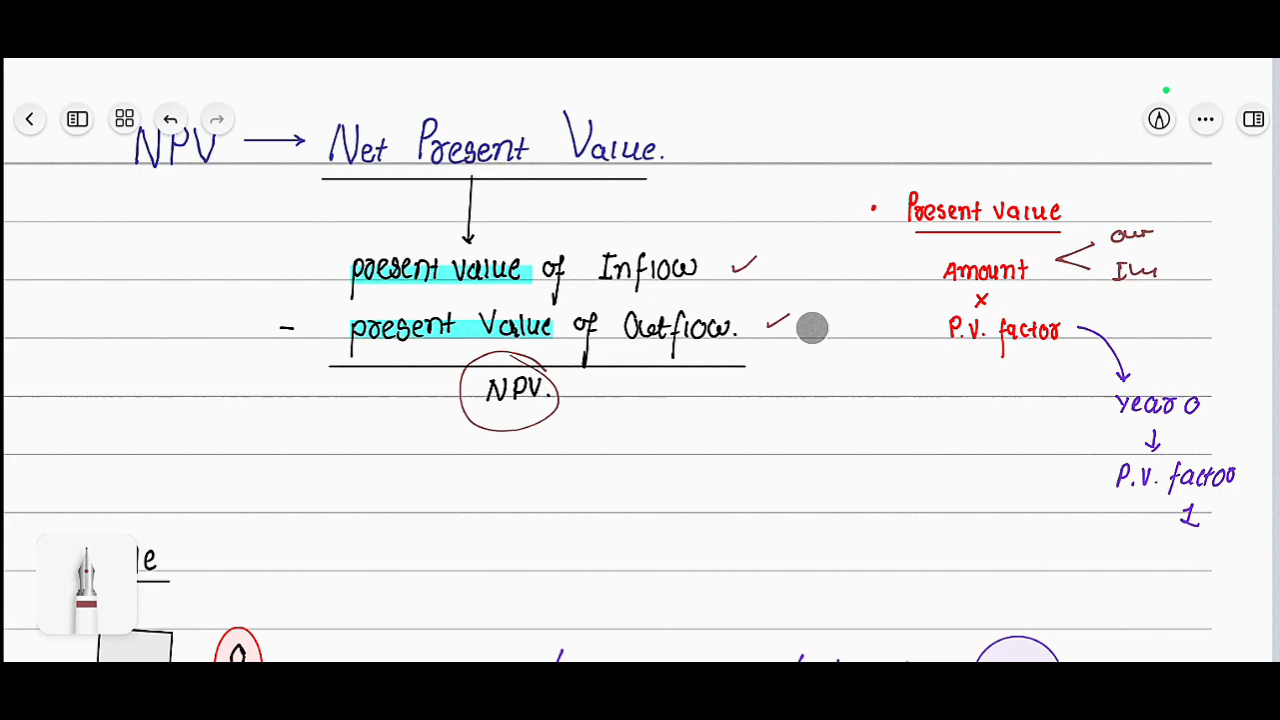 NPV → Net Present Value.
present value of Inflow ✓
- present Value of Outflow. ✓
NPV.
• Present value
Amount
x
P.V. factor
Year 0
↓
P.V. factor
1